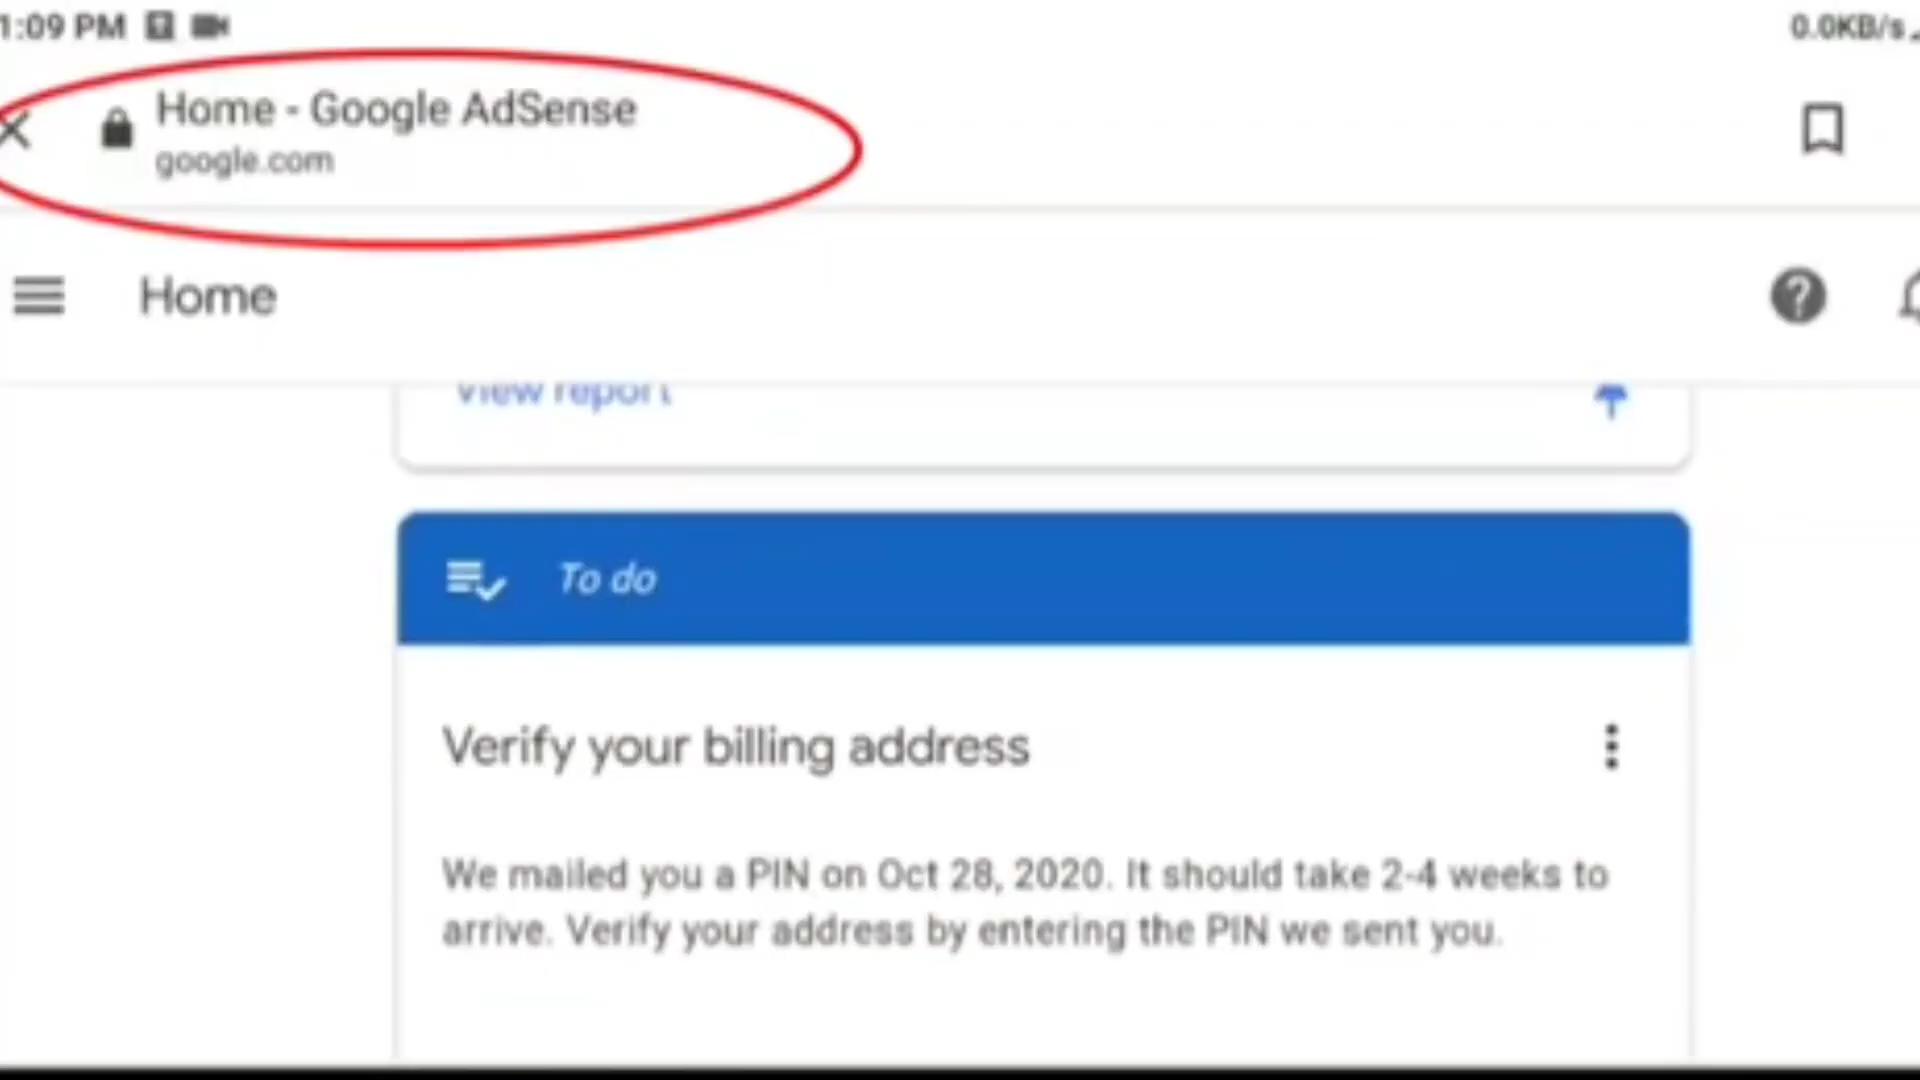 1:09 PM
0.0KB/s
Home - Google AdSense
google.com
Home
View report
To do
Verify your billing address
We mailed you a PIN on Oct 28, 2020. It should take 2-4 weeks to
arrive. Verify your address by entering the PIN we sent you.